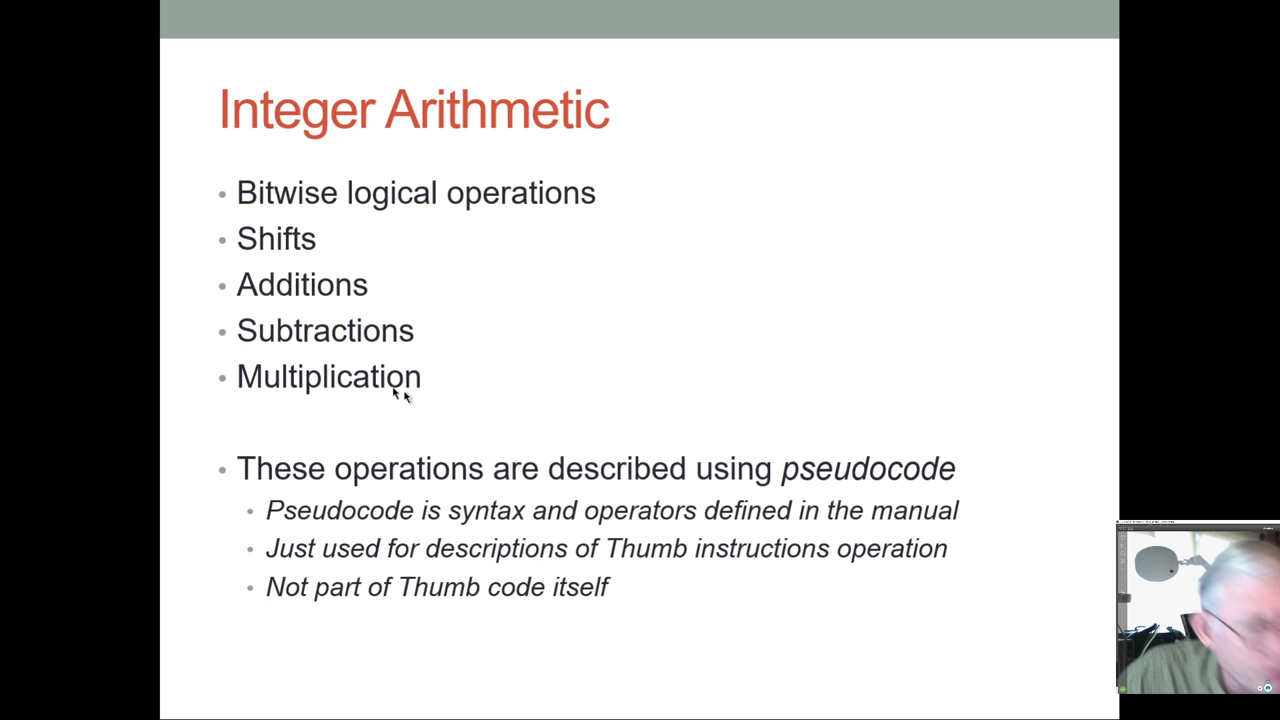 Integer Arithmetic
• Bitwise logical operations
• Shifts
• Additions
• Subtractions
• Multiplication
• These operations are described using pseudocode
• Pseudocode is syntax and operators defined in the manual
• Just used for descriptions of Thumb instructions operation
• Not part of Thumb code itself